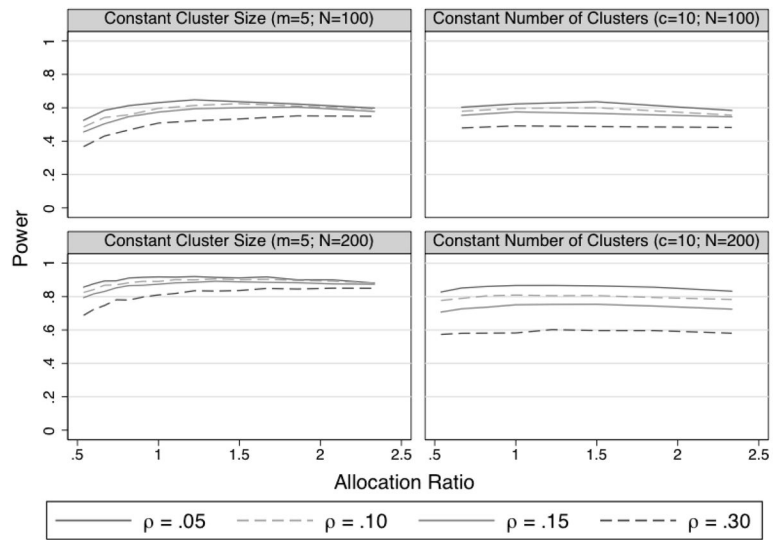 Constant Cluster Size (m=5; N=100)
Constant Number of Clusters (c=10; N=100)
1
.8
.6
.4
.2
0
Constant Cluster Size (m=5; N=200)
Constant Number of Clusters (c=10; N=200)
1
.8
.6
.4
.2
0
Power
.5 1 1.5 2 2.5
.5 1 1.5 2 2.5
Allocation Ratio
ρ = .05 ρ = .10 ρ = .15 ρ = .30